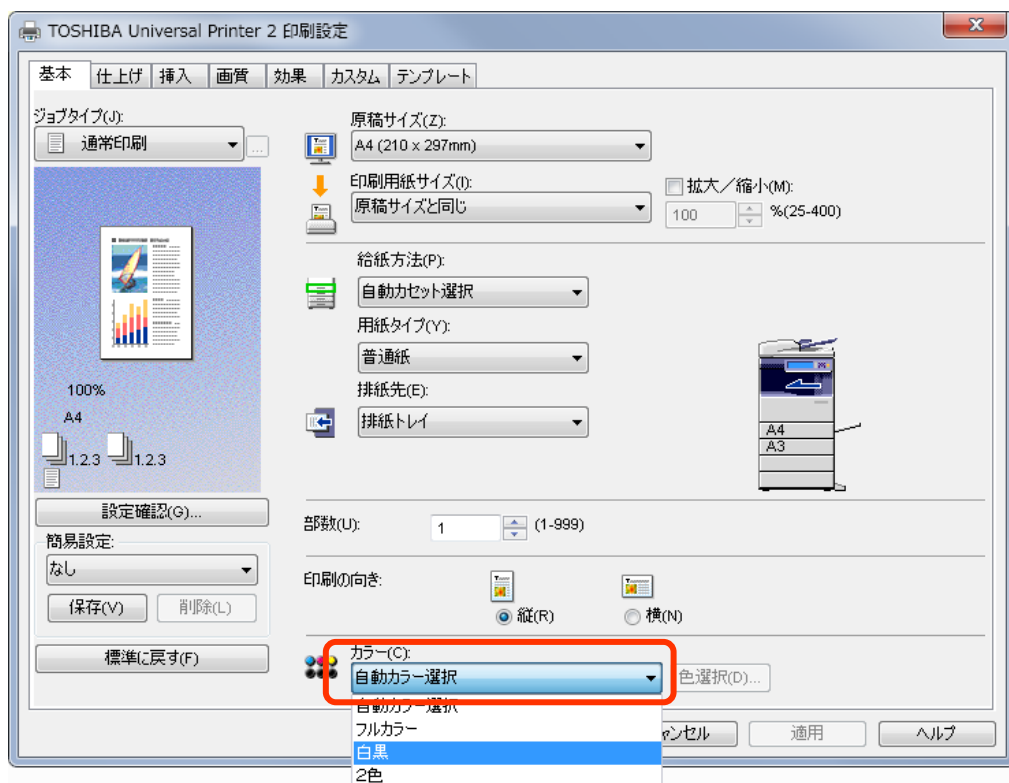 TOSHIBA Universal Printer 2 印刷設定
基本 仕上げ 挿入 画質 効果 カスタム テンプレート
ジョブタイプ(J):
通常印刷
...
100%
A4
1.2.3 1.2.3
設定確認(G)...
簡易設定:
なし
保存(V) 削除(L)
標準に戻す(F)
原稿サイズ(Z):
A4 (210 x 297mm)
印刷用紙サイズ(I):
原稿サイズと同じ
拡大／縮小(M):
100 %(25-400)
給紙方法(P):
自動カセット選択
用紙タイプ(Y):
普通紙
排紙先(E):
排紙トレイ
A4
A3
部数(U): 1 (1-999)
印刷の向き:
縦(R) 横(N)
カラー(C):
自動カラー選択
色選択(D)...
自動カラー選択
フルカラー
白黒
2色
ャンセル 適用 ヘルプ